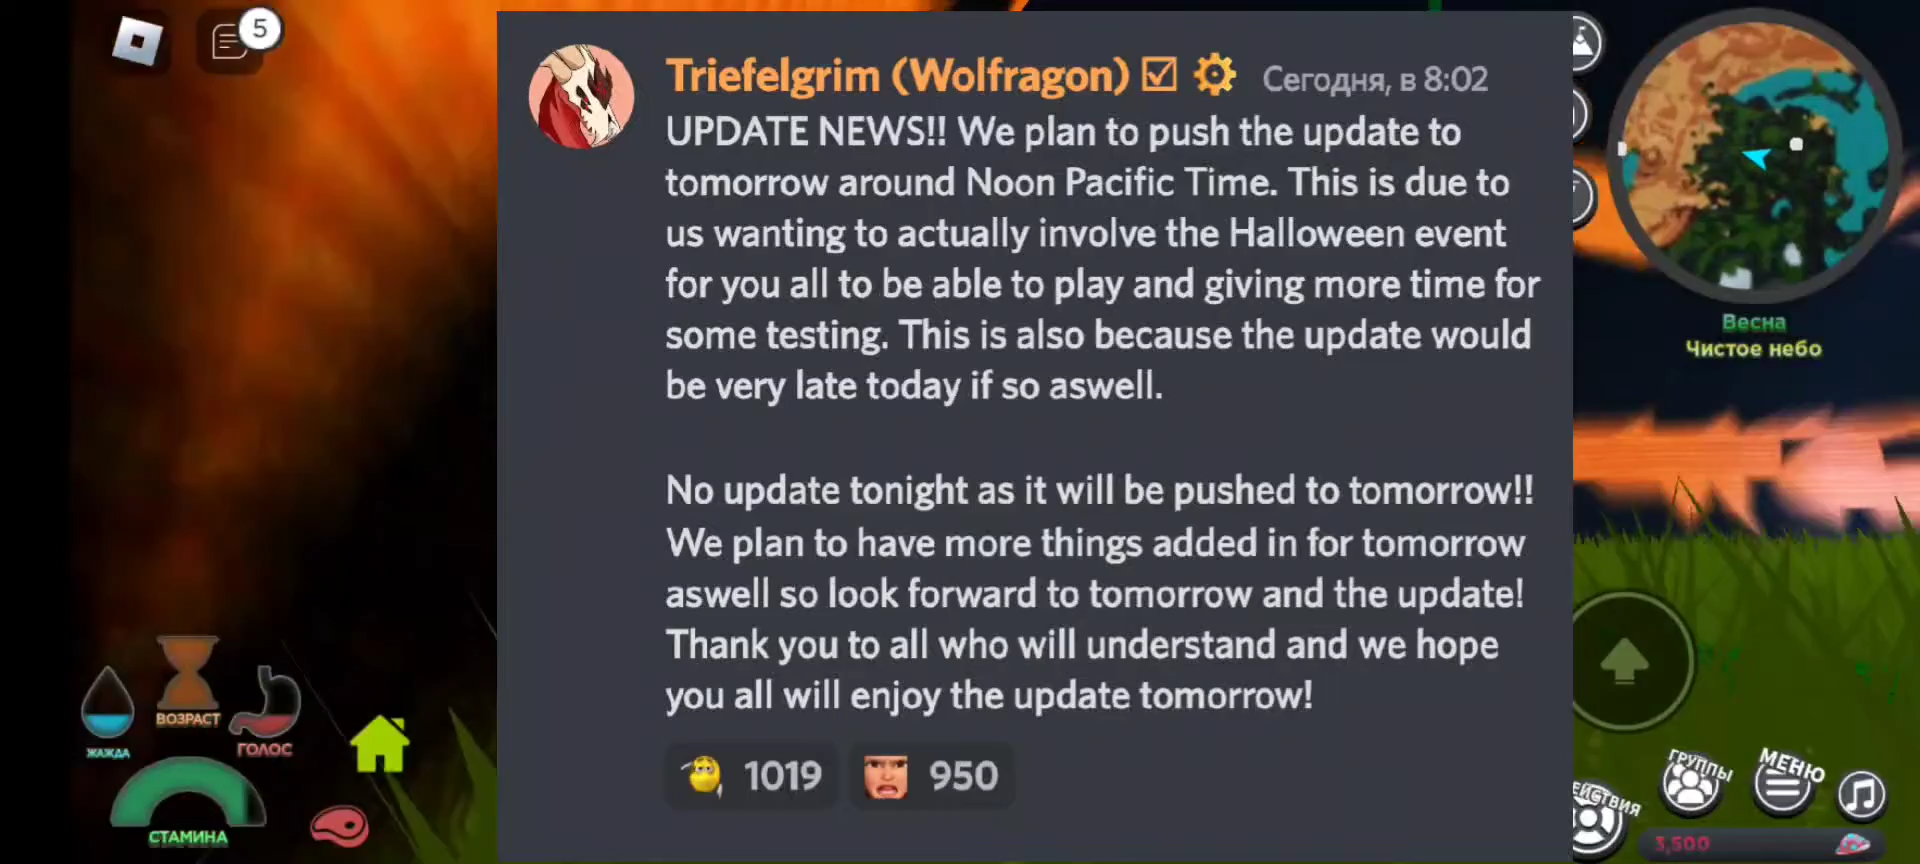 5
Triefelgrim (Wolfragon) Сегодня, в 8:02
UPDATE NEWS!! We plan to push the update to
tomorrow around Noon Pacific Time. This is due to
us wanting to actually involve the Halloween event
for you all to be able to play and giving more time for
some testing. This is also because the update would
be very late today if so aswell.
No update tonight as it will be pushed to tomorrow!!
We plan to have more things added in for tomorrow
aswell so look forward to tomorrow and the update!
Thank you to all who will understand and we hope
you all will enjoy the update tomorrow!
1019 950
Весна
Чистое небо
ВОЗРАСТ
ЖАЖДА
ГОЛОС
СТАМИНА
ГРУППЫ
МЕНЮ
ЕЙСТВИЯ
3,500